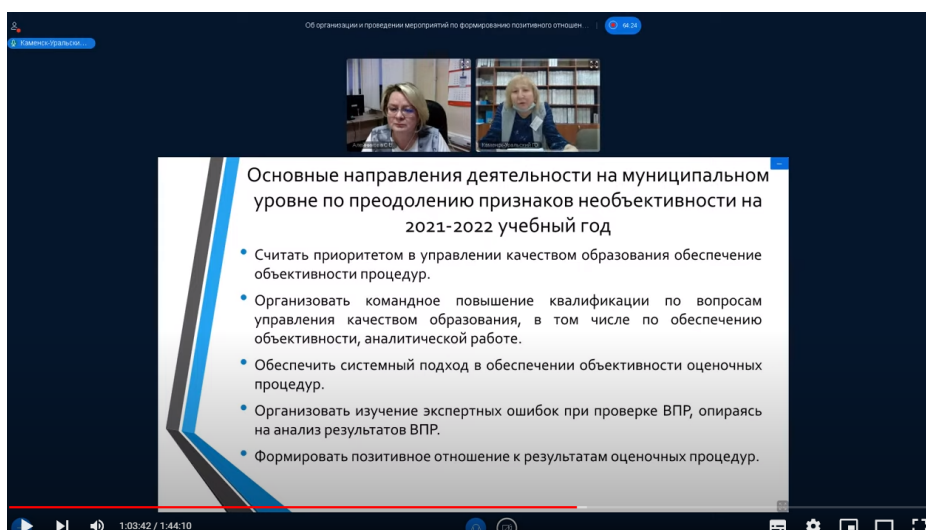 Об организации и проведении мероприятий по формированию позитивного отношен...
64:24
Каменск-Уральски...
Каменск-Уральский ГО
Основные направления деятельности на муниципальном
уровне по преодолению признаков необъективности на
2021-2022 учебный год
• Считать приоритетом в управлении качеством образования обеспечение
объективности процедур.
• Организовать командное повышение квалификации по вопросам
управления качеством образования, в том числе по обеспечению
объективности, аналитической работе.
• Обеспечить системный подход в обеспечении объективности оценочных
процедур.
• Организовать изучение экспертных ошибок при проверке ВПР, опираясь
на анализ результатов ВПР.
• Формировать позитивное отношение к результатам оценочных процедур.
1:03:42 / 1:44:10